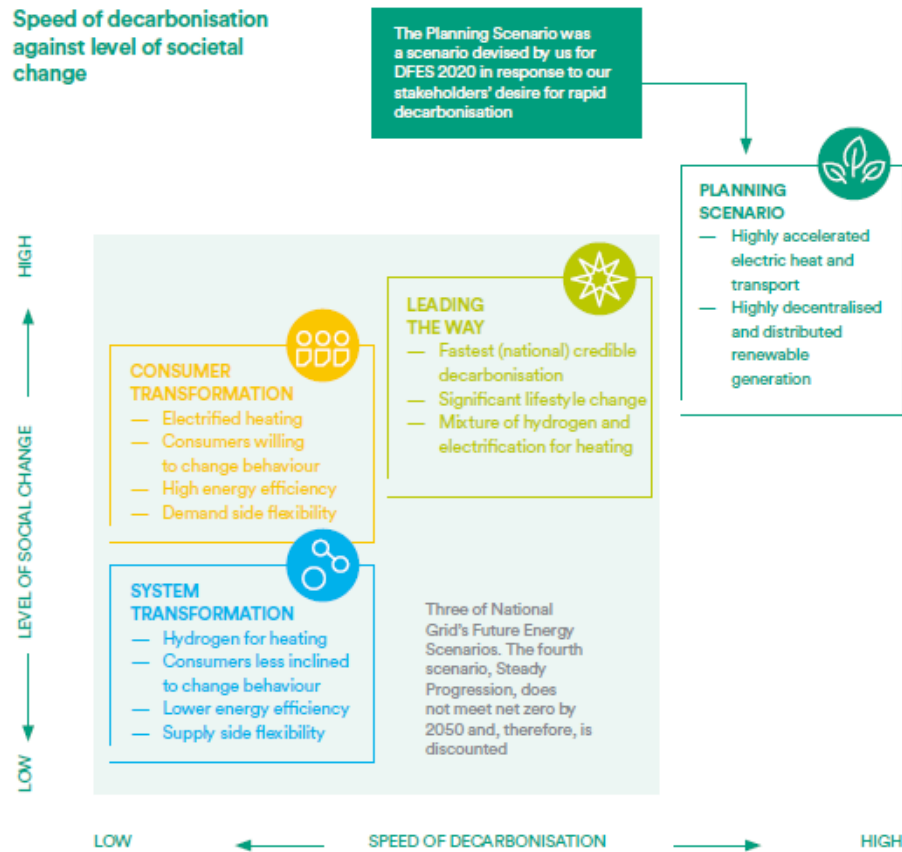 Speed of decarbonisation
against level of societal
change
The Planning Scenario was
a scenario devised by us for
DFES 2020 in response to our
stakeholders' desire for rapid
decarbonisation
PLANNING
SCENARIO
— Highly accelerated
electric heat and
transport
— Highly decentralised
and distributed
renewable
generation
HIGH
LEVEL OF SOCIAL CHANGE
LOW
LEADING
THE WAY
— Fastest (national) credible
decarbonisation
— Significant lifestyle change
— Mixture of hydrogen and
electrification for heating
CONSUMER
TRANSFORMATION
— Electrified heating
— Consumers willing
to change behaviour
— High energy efficiency
— Demand side flexibility
SYSTEM
TRANSFORMATION
— Hydrogen for heating
— Consumers less inclined
to change behaviour
— Lower energy efficiency
— Supply side flexibility
Three of National
Grid's Future Energy
Scenarios. The fourth
scenario, Steady
Progression, does
not meet net zero by
2050 and, therefore, is
discounted
LOW
SPEED OF DECARBONISATION
HIGH